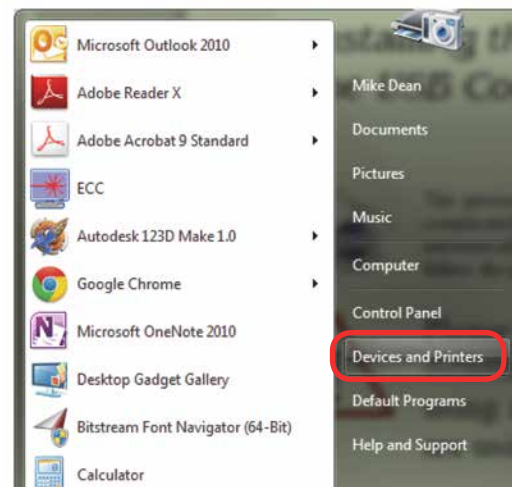 Microsoft Outlook 2010
Adobe Reader X
Adobe Acrobat 9 Standard
ECC
Autodesk 123D Make 1.0
Google Chrome
Microsoft OneNote 2010
Desktop Gadget Gallery
Bitstream Font Navigator (64-Bit)
Calculator
Mike Dean
Documents
Pictures
Music
Computer
Control Panel
Devices and Printers
Default Programs
Help and Support